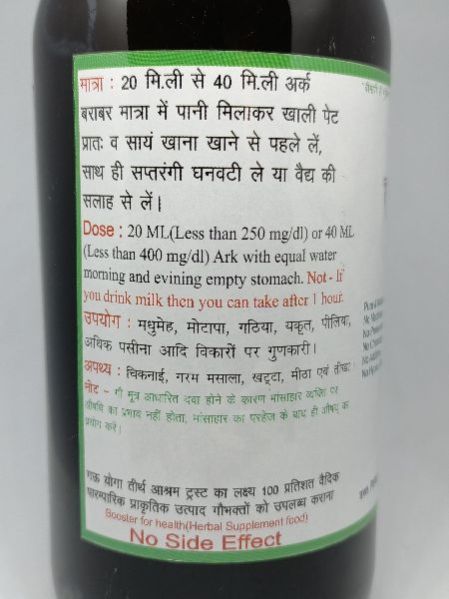 मात्रा : 20 मि.ली से 40 मि.ली अर्क
बराबर मात्रा में पानी मिलाकर खाली पेट
प्रातः व सायं खाना खाने से पहले लें,
साथ ही सप्तरंगी घनवटी ले या वैद्य की
सलाह से लें।
Dose : 20 ML(Less than 250 mg/dl) or 40 ML
(Less than 400 mg/dl) Ark with equal water
morning and evining empty stomach. Not - If
you drink milk then you can take after 1 hour.
उपयोग : मधुमेह, मोटापा, गठिया, यकृत, पीलिया,
अधिक पसीना आदि विकारों पर गुणकारी।
अपथ्य : चिकनाई, गरम मसाला, खट्टा, मीठा एवं तीखा
नोट - गौ मूत्र आधारित दवा होने के कारण मांसाहार व्यक्ति पर
औषधि का प्रभाव नहीं होता, मांसाहार का परहेज के साथ ही औषध का
प्रयोग करें।
गऊ योगा तीर्थ आश्रम ट्रस्ट का लक्ष्य 100 प्रतिशत वैदिक
पारम्पारिक प्राकृतिक उत्पाद गौभक्तों को उपलब्ध कराना
Booster for health(Herbal Supplement food)
No Side Effect